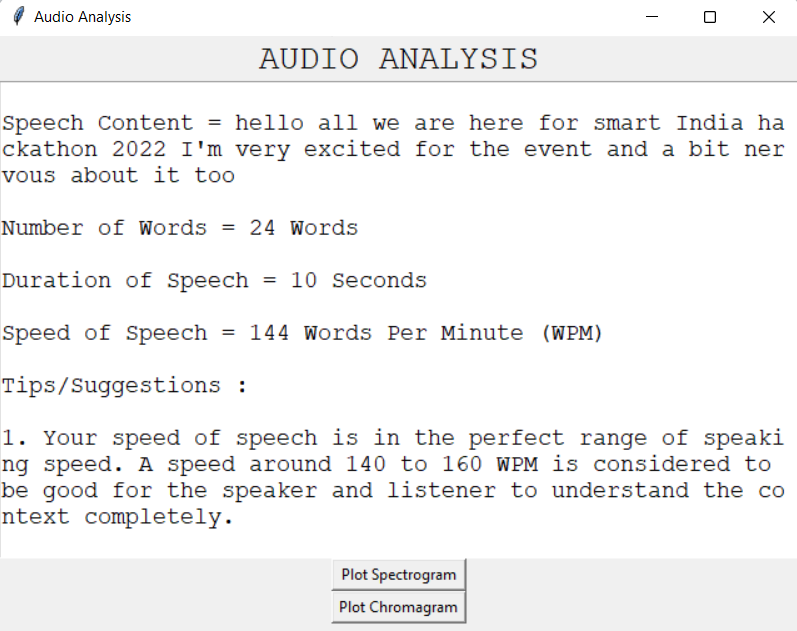 Audio Analysis
AUDIO ANALYSIS
Speech Content = hello all we are here for smart India ha
ckathon 2022 I'm very excited for the event and a bit ner
vous about it too
Number of Words = 24 Words
Duration of Speech = 10 Seconds
Speed of Speech = 144 Words Per Minute (WPM)
Tips/Suggestions :
1. Your speed of speech is in the perfect range of speaki
ng speed. A speed around 140 to 160 WPM is considered to
be good for the speaker and listener to understand the co
ntext completely.
Plot Spectrogram
Plot Chromagram